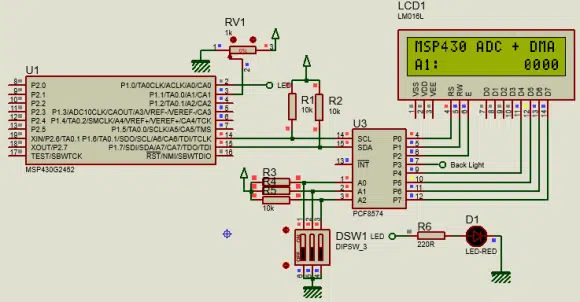 LCD1
LM016L
MSP430 ADC + DMA
A1: 0000
VSS VDD VEE RS RW E D0 D1 D2 D3 D4 D5 D6 D7
RV1
1k
U1
P2.0 P1.0/TA0CLK/ACLK/A0/CA0
P2.1 P1.1/TA0.0/A1/CA1
P2.2 P1.2/TA0.1/A2/CA2
P2.3 P1.3/ADC10CLK/CAOUT/A3/VREF-/VEREF-/CA3
P2.4 P1.4/TA0.2/SMCLK/A4/VREF+/VEREF+/CA4/TCK
P2.5 P1.5/TA0.0/SCLK/A5/CA5/TMS
XIN/P2.6/TA0.1 P1.6/TA0.1/SDO/SCL/A6/CA6/TDI/TCLK
XOUT/P2.7 P1.7/SDI/SDA/A7/CA7/TDO/TDI
TEST/SBWTCK RST/NMI/SBWTDIO
MSP430G2452
LED
R1
10k
R2
10k
U3
SCL P0
SDA P1
P2
INT P3
P4
A0 P5
A1 P6
A2 P7
PCF8574
Back Light
R3
R4
R5
10k
DSW1
DIPSW_3
LED
R6
220R
D1
LED-RED